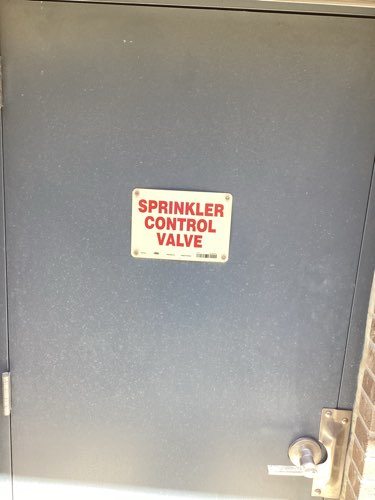 SPRINKLER
CONTROL
VALVE